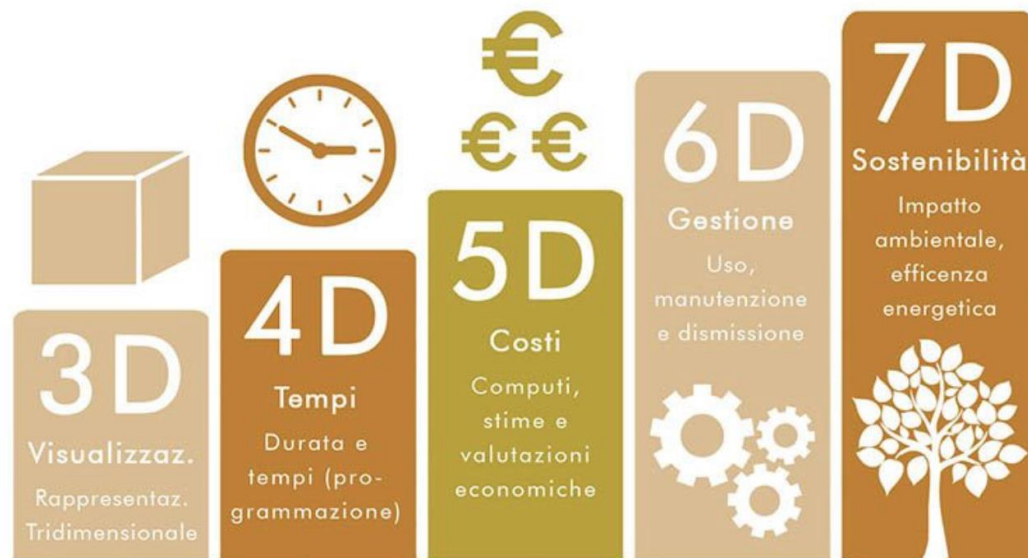 €
€ €
3D
Visualizzaz.
Rappresentaz.
Tridimensionale
4D
Tempi
Durata e
tempi (pro-
grammazione)
5D
Costi
Computi,
stime e
valutazioni
economiche
6D
Gestione
Uso,
manutenzione
e dismissione
7D
Sostenibilità
Impatto
ambientale,
efficenza
energetica